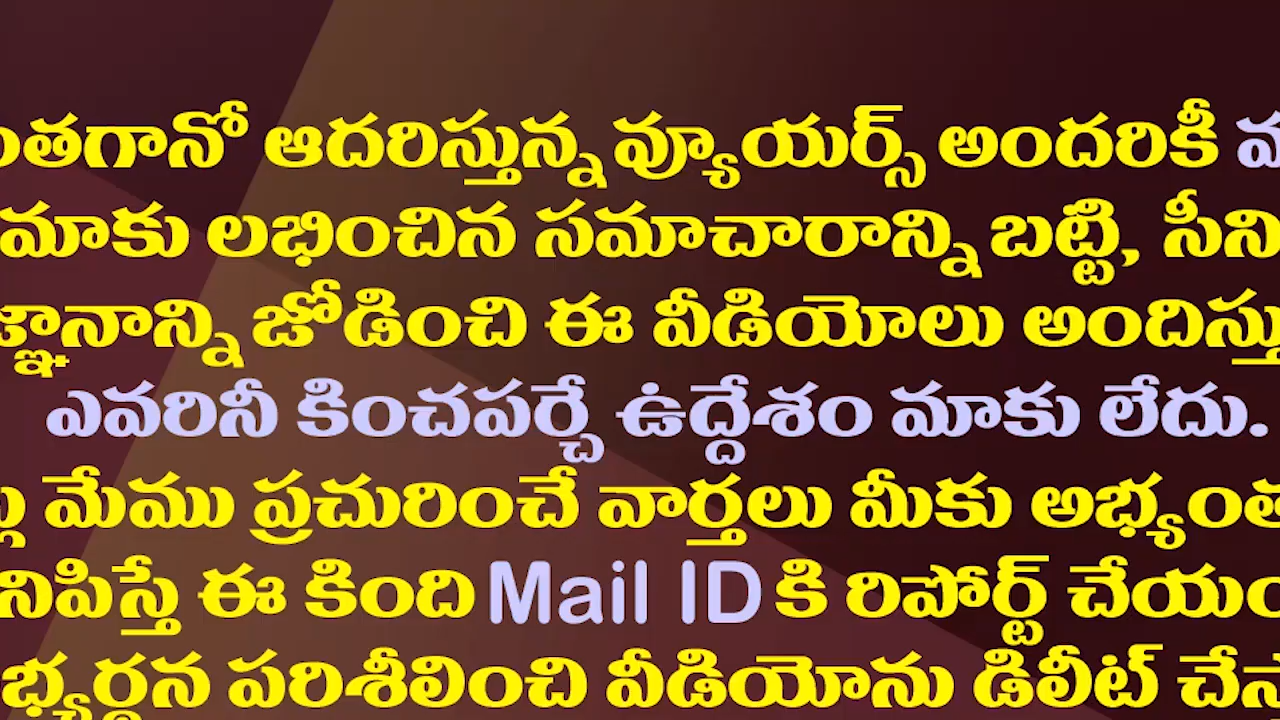 ంతగానో ఆదరిస్తున్న వ్యూయర్స్ అందరికీ
మాకు లభించిన సమాచారాన్ని బట్టి, సీని
జ్ఞానాన్ని జోడించి ఈ వీడియోలు అందిస్తు
ఎవరినీ కించపర్చే ఉద్దేశం మాకు లేదు.
మేము ప్రచురించే వార్తలు మీకు అభ్యంత
నిపిస్తే ఈ కింది Mail ID కి రిపోర్ట్ చేయం
భ్యర్థన పరిశీలించి వీడియోను డిలీట్ చేస